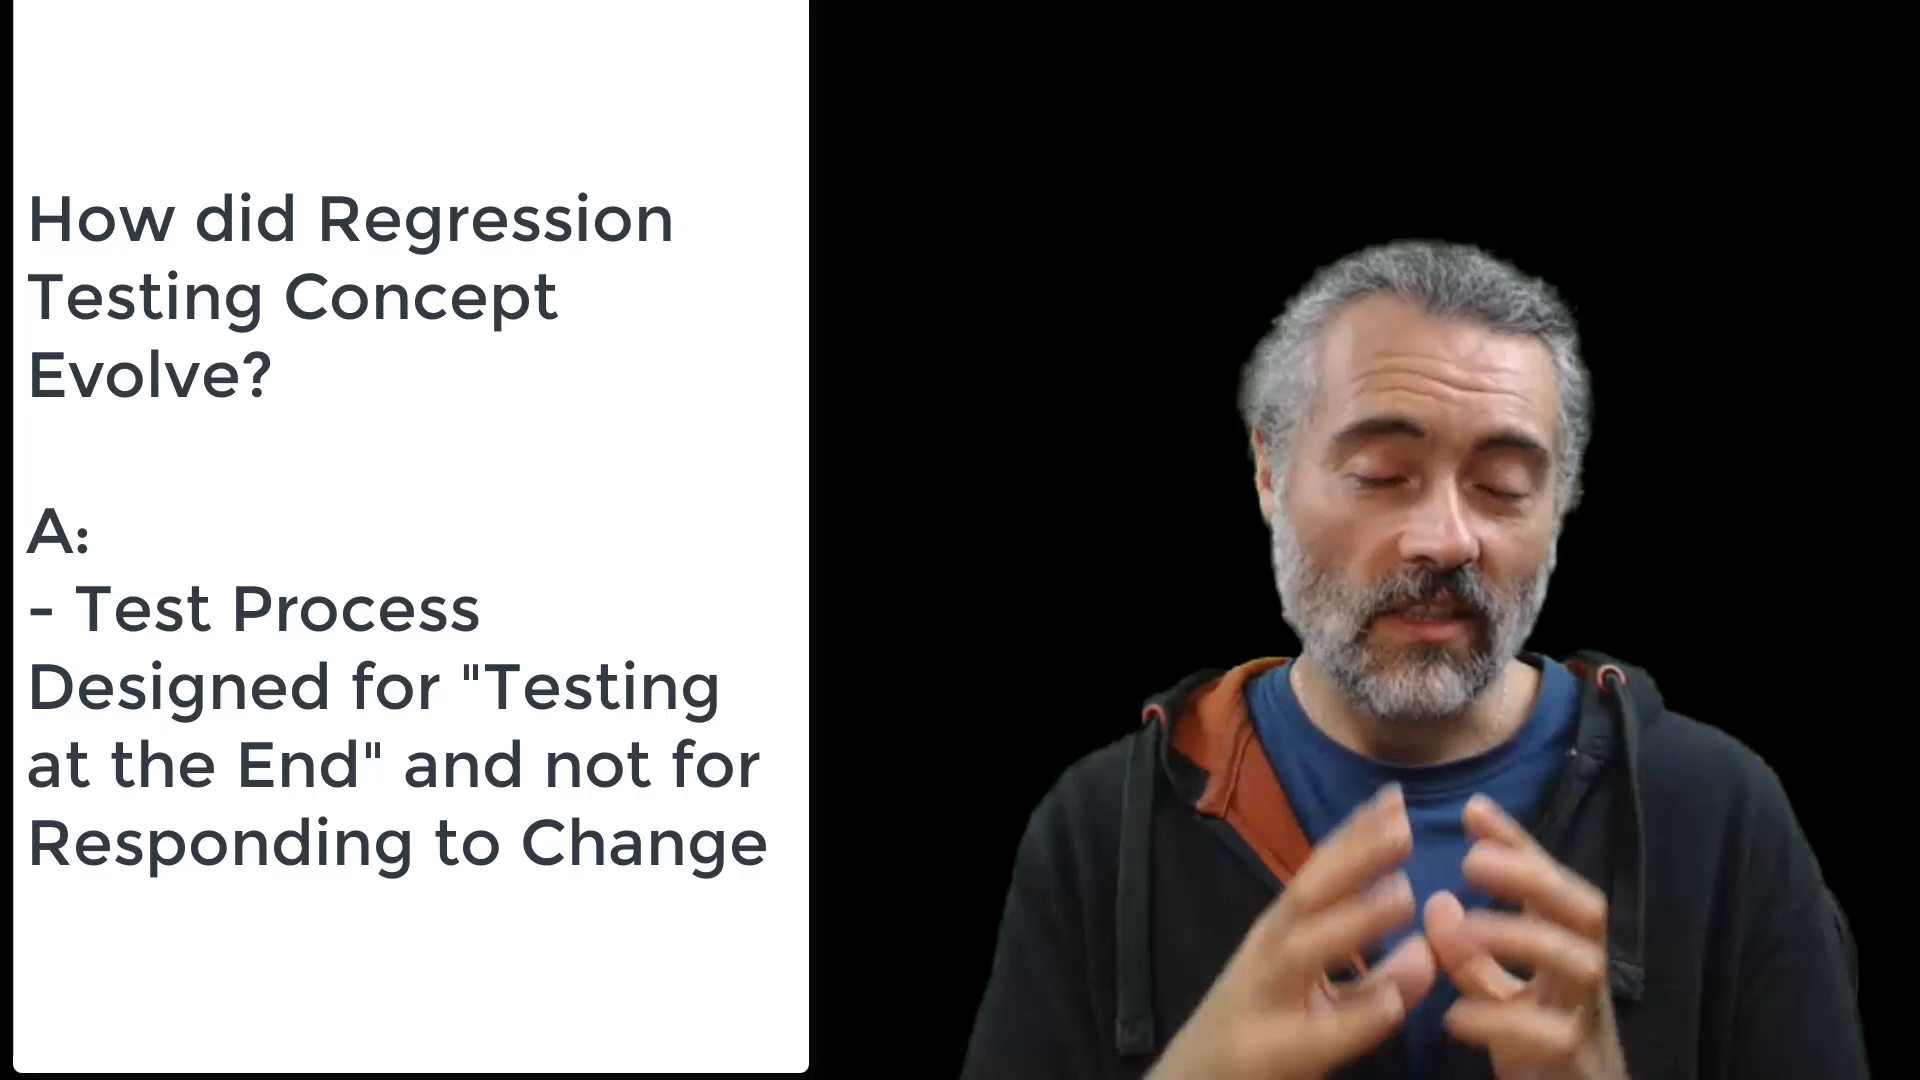 How did Regression
Testing Concept
Evolve?
A:
- Test Process
Designed for "Testing
at the End" and not for
Responding to Change